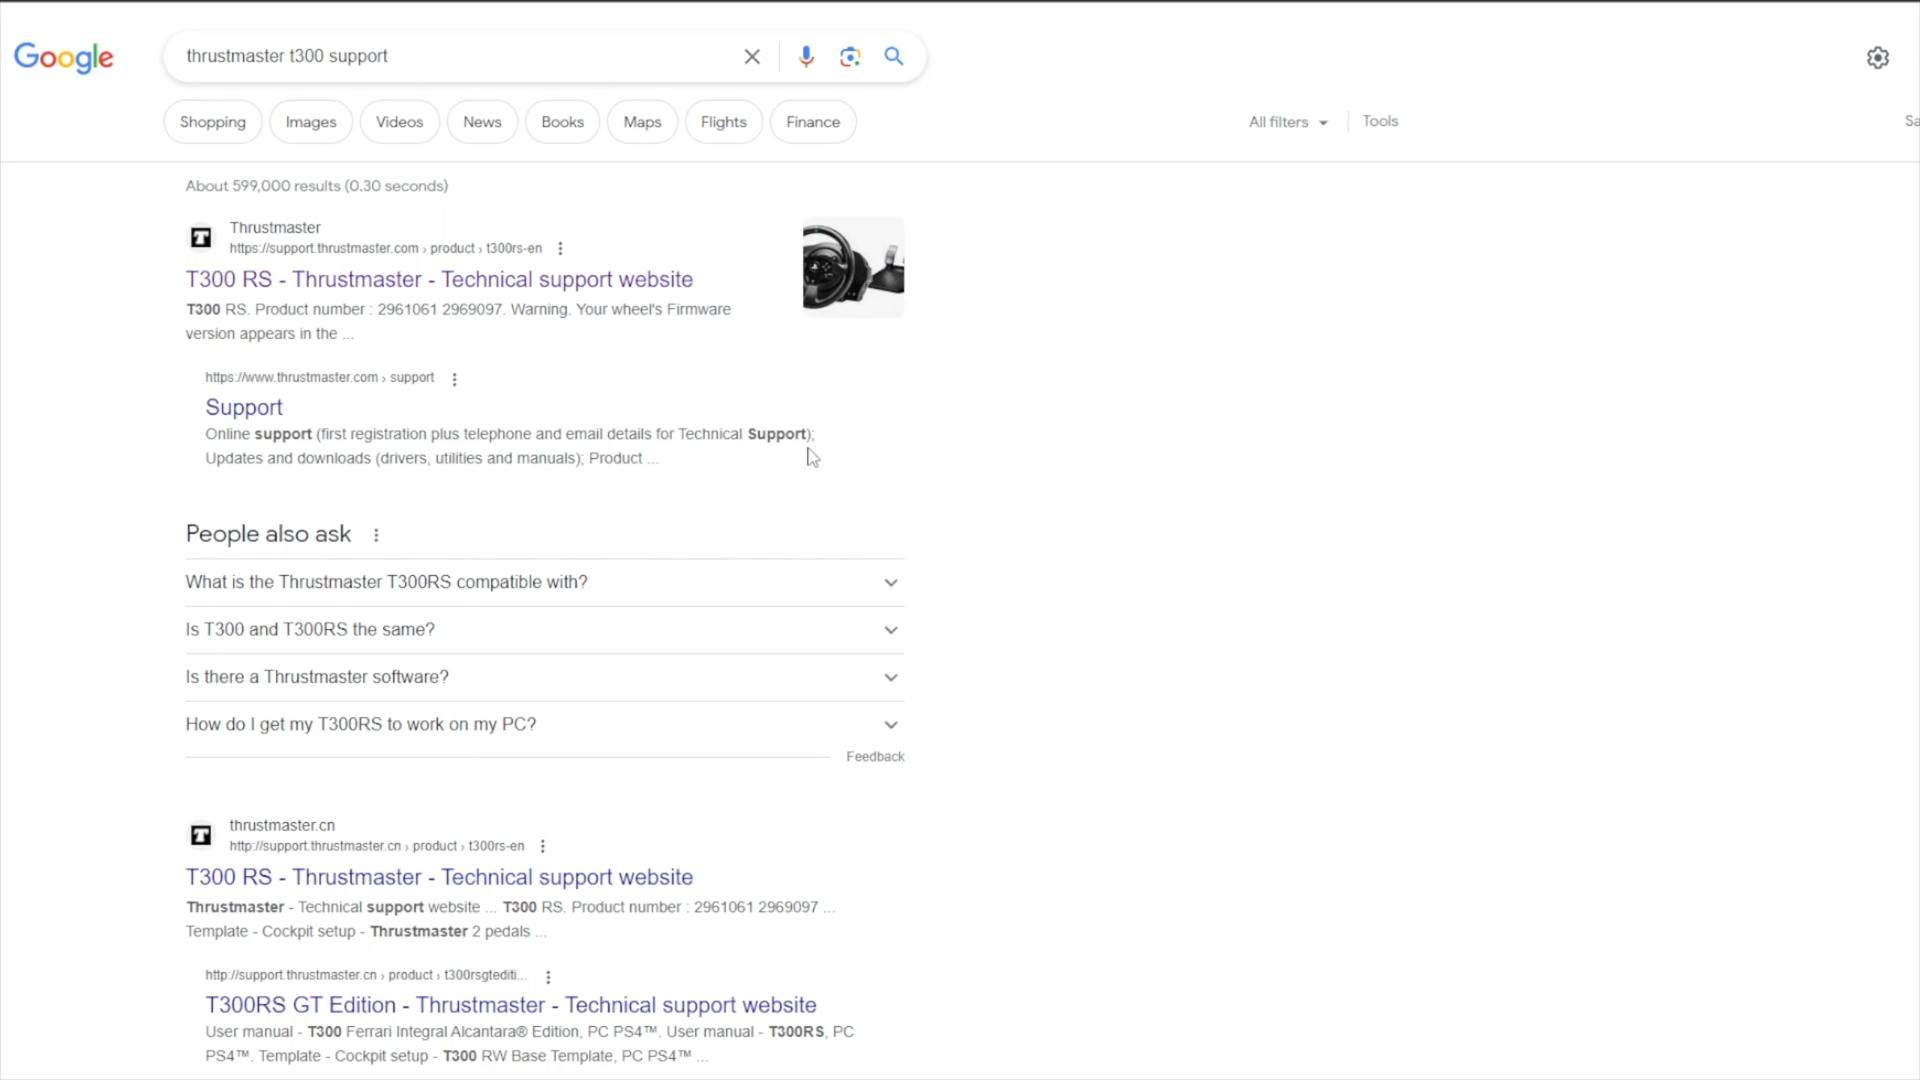 Google
thrustmaster t300 support
Shopping
Images
Videos
News
Books
Maps
Flights
Finance
All filters
Tools
Sa
About 599,000 results (0.30 seconds)
Thrustmaster
https://support.thrustmaster.com › product › t300rs-en
T300 RS - Thrustmaster - Technical support website
T300 RS. Product number : 2961061 2969097. Warning. Your wheel's Firmware
version appears in the ...
https://www.thrustmaster.com › support
Support
Online support (first registration plus telephone and email details for Technical Support);
Updates and downloads (drivers, utilities and manuals); Product ...
People also ask
What is the Thrustmaster T300RS compatible with?
Is T300 and T300RS the same?
Is there a Thrustmaster software?
How do I get my T300RS to work on my PC?
Feedback
thrustmaster.cn
http://support.thrustmaster.cn › product › t300rs-en
T300 RS - Thrustmaster - Technical support website
Thrustmaster - Technical support website ... T300 RS. Product number : 2961061 2969097 ...
Template - Cockpit setup - Thrustmaster 2 pedals ...
http://support.thrustmaster.cn › product › t300rsgtediti...
T300RS GT Edition - Thrustmaster - Technical support website
User manual - T300 Ferrari Integral Alcantara® Edition, PC PS4™. User manual - T300RS, PC
PS4™. Template - Cockpit setup - T300 RW Base Template, PC PS4™ ...